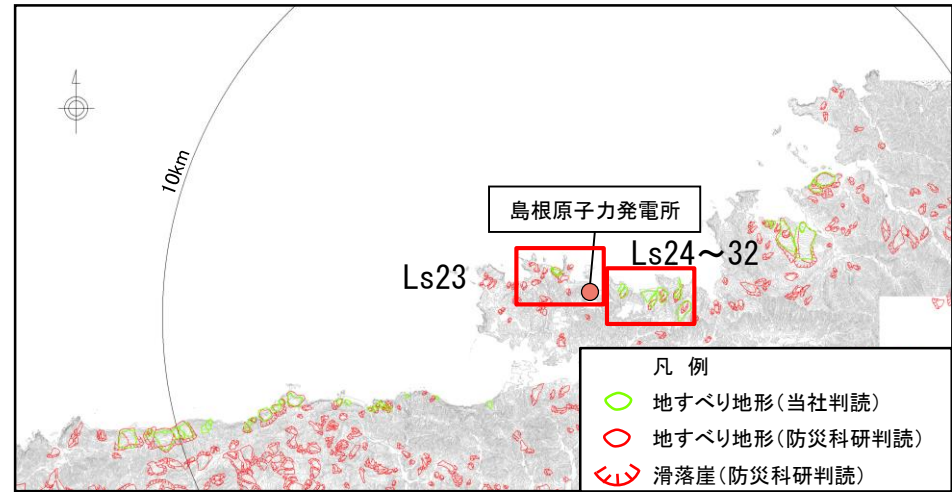 10km
島根原子力発電所
Ls23
Ls24～32
凡 例
地すべり地形(当社判読)
地すべり地形(防災科研判読)
滑落崖(防災科研判読)